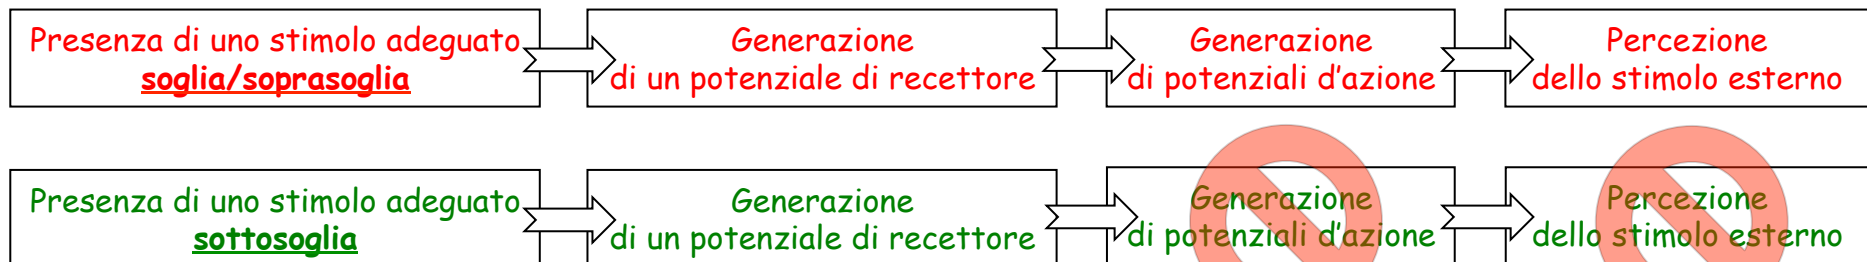 Presenza di uno stimolo adeguato
soglia/soprasoglia
Generazione
di un potenziale di recettore
Generazione
di potenziali d'azione
Percezione
dello stimolo esterno
Presenza di uno stimolo adeguato
sottosoglia
Generazione
di un potenziale di recettore
Generazione
di potenziali d'azione
Percezione
dello stimolo esterno